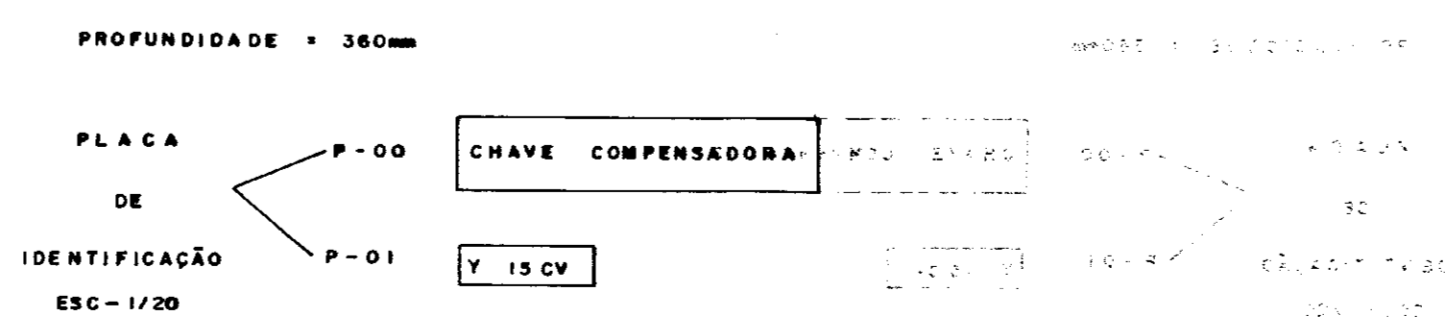 PROFUNDIDADE = 360mm
PLACA
DE
IDENTIFICAÇÃO
ESC - 1/20
P-00 CHAVE COMPENSADORA
P-01 Y 15 CV